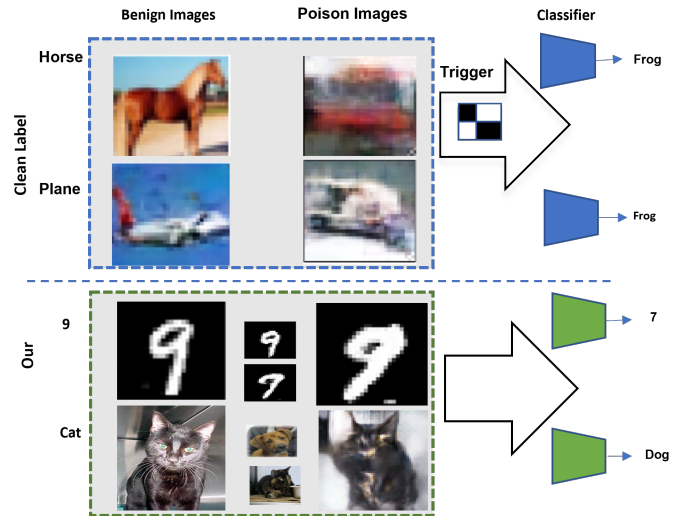 Benign Images
Poison Images
Classifier
Clean Label
Horse
Trigger
Frog
Plane
Frog
Our
9
7
Cat
Dog